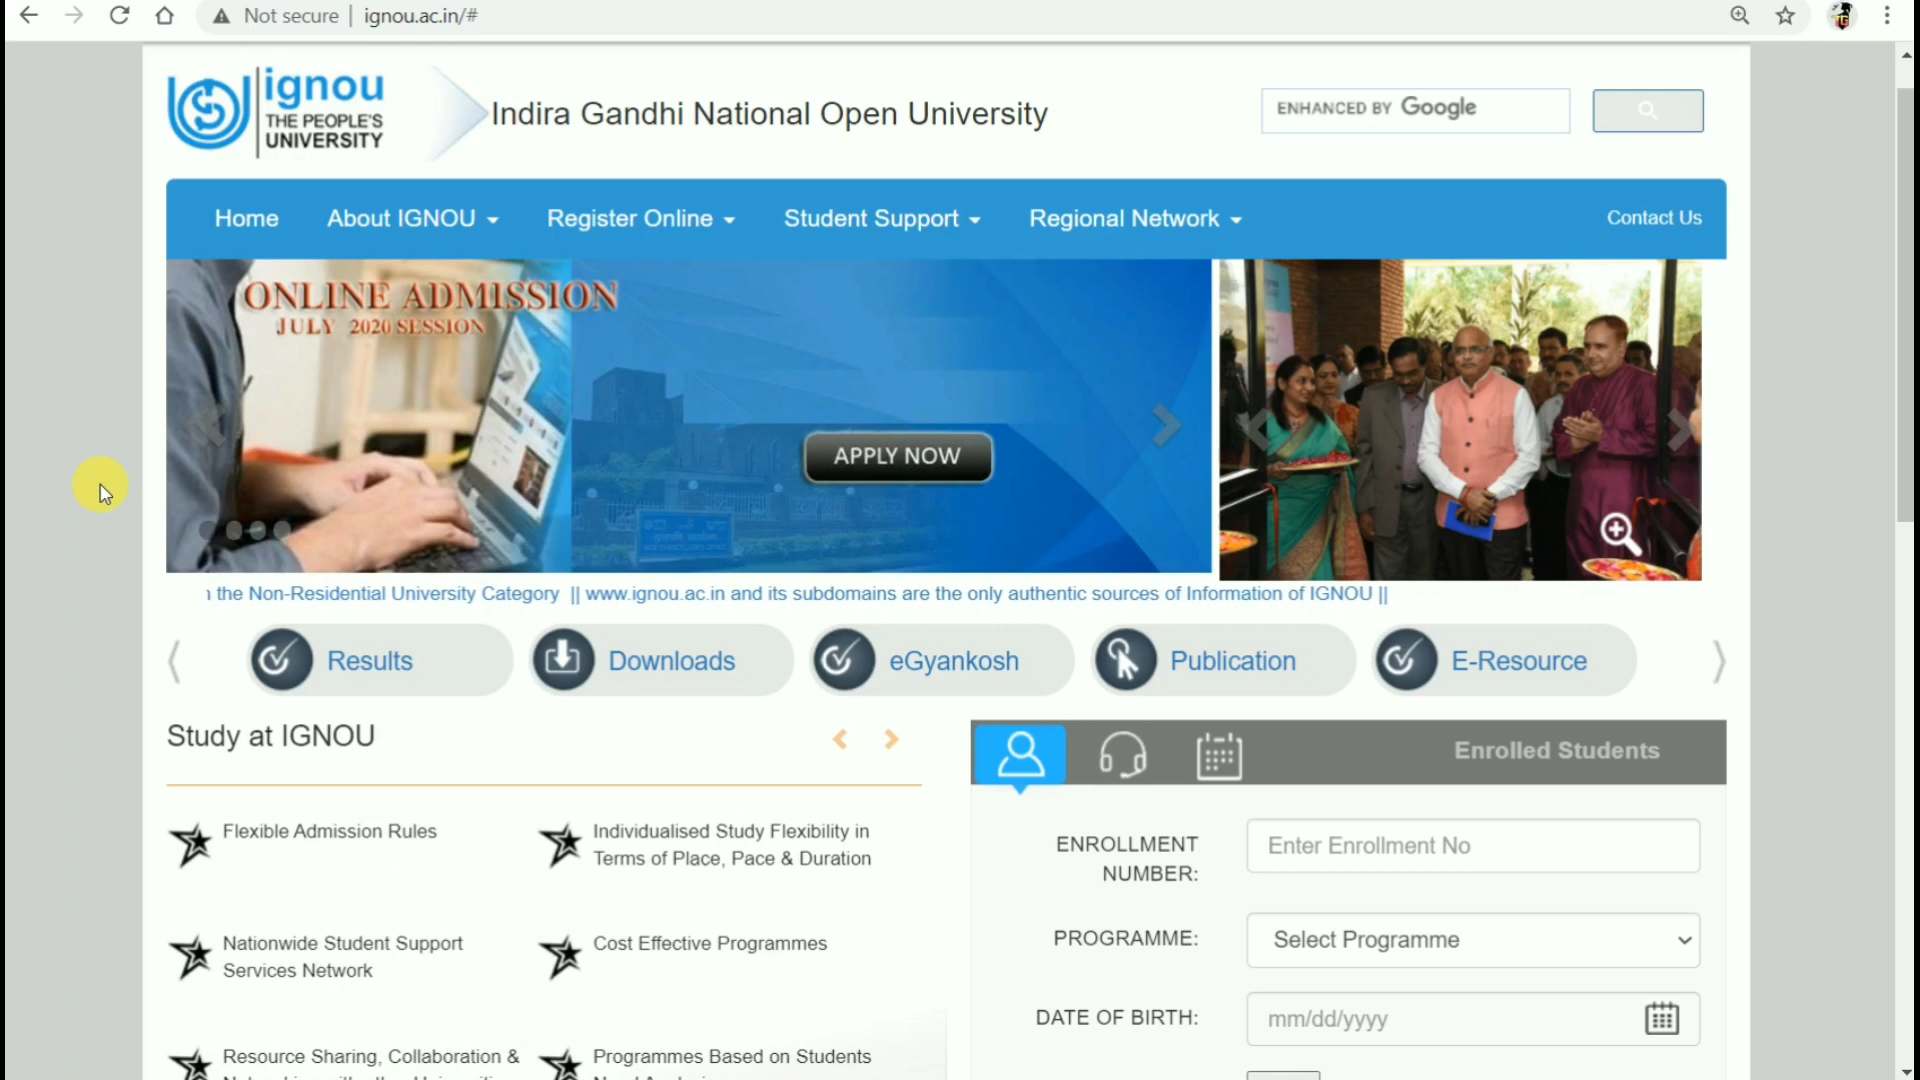 Not secure | ignou.ac.in/#
ignou
THE PEOPLE'S
UNIVERSITY
Indira Gandhi National Open University
ENHANCED BY Google
Home
About IGNOU
Register Online
Student Support
Regional Network
Contact Us
ONLINE ADMISSION
JULY 2020 SESSION
APPLY NOW
the Non-Residential University Category || www.ignou.ac.in and its subdomains are the only authentic sources of Information of IGNOU ||
Results
Downloads
eGyankosh
Publication
E-Resource
Study at IGNOU
Enrolled Students
Flexible Admission Rules
Individualised Study Flexibility in
Terms of Place, Pace & Duration
Nationwide Student Support
Services Network
Cost Effective Programmes
Resource Sharing, Collaboration &
Programmes Based on Students
ENROLLMENT
NUMBER:
Enter Enrollment No
PROGRAMME:
Select Programme
DATE OF BIRTH:
mm/dd/yyyy